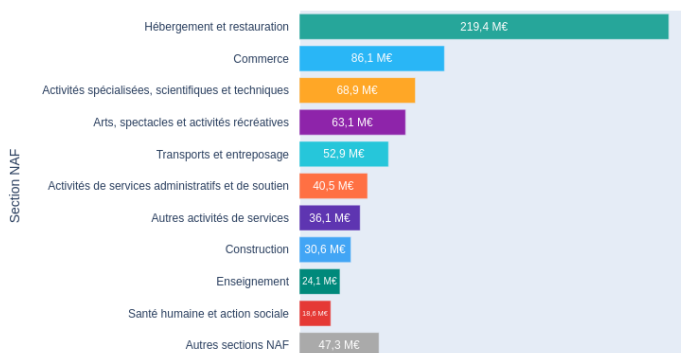 Section NAF
Hébergement et restauration 219,4 M€
Commerce 86,1 M€
Activités spécialisées, scientifiques et techniques 68,9 M€
Arts, spectacles et activités récréatives 63,1 M€
Transports et entreposage 52,9 M€
Activités de services administratifs et de soutien 40,5 M€
Autres activités de services 36,1 M€
Construction 30,6 M€
Enseignement 24,1 M€
Santé humaine et action sociale 18,6 M€
Autres sections NAF 47,3 M€